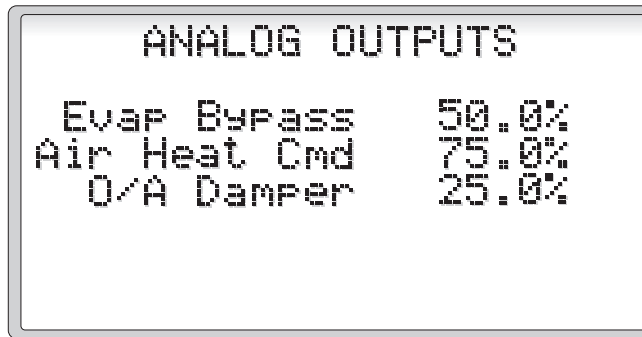 ANALOG OUTPUTS
Evap Bypass 50.0%
Air Heat Cmd 75.0%
O/A Damper 25.0%